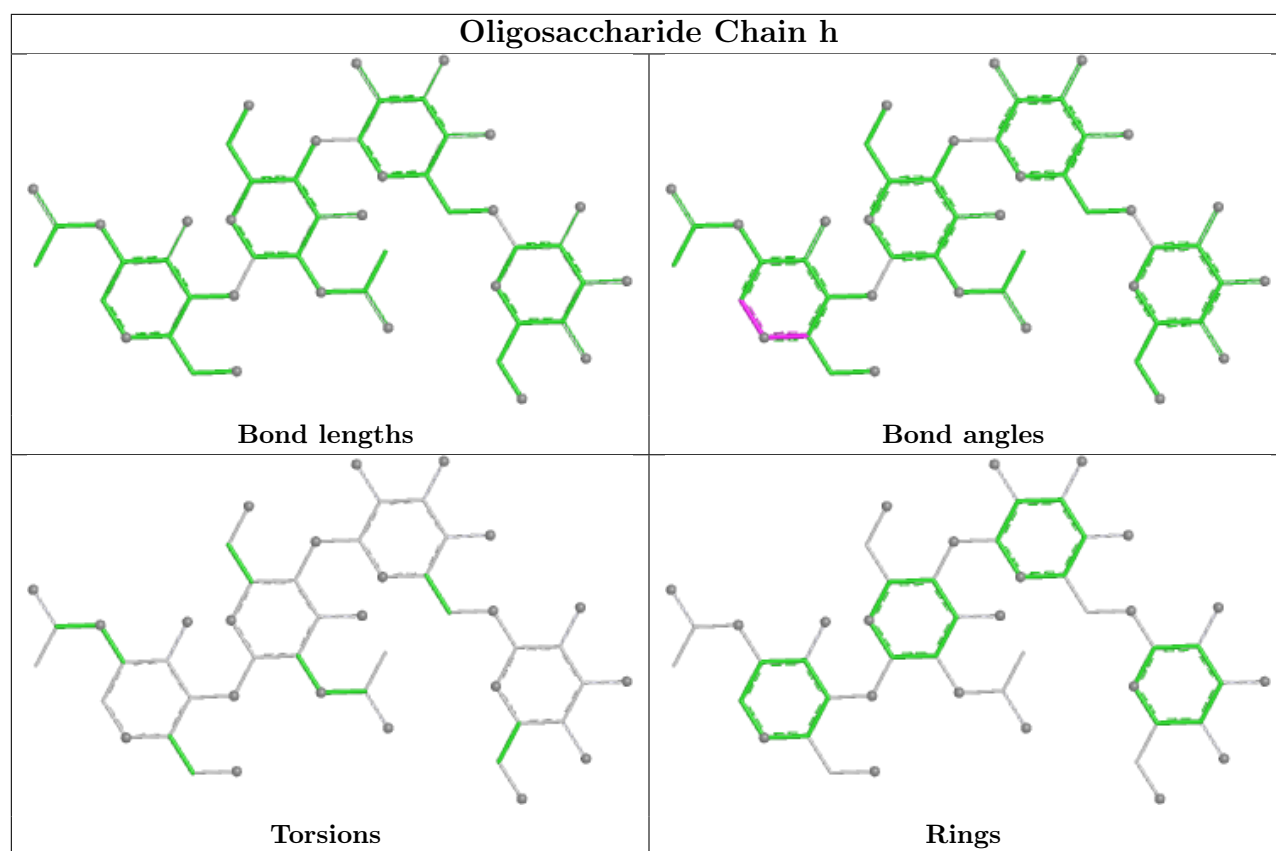 Oligosaccharide Chain h
Bond lengths
Bond angles
Torsions
Rings